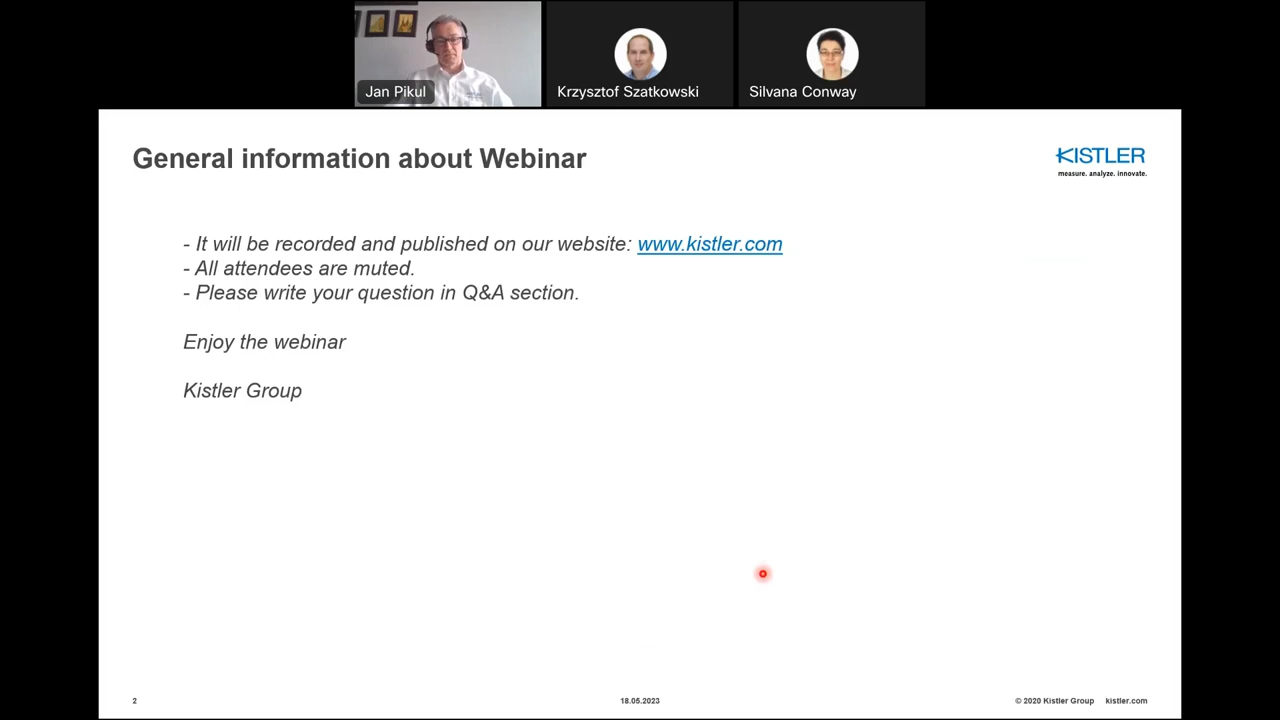 Jan Pikul
Krzysztof Szatkowski
Silvana Conway
General information about Webinar
KISTLER
measure. analyze. innovate.
- It will be recorded and published on our website: www.kistler.com
- All attendees are muted.
- Please write your question in Q&A section.
Enjoy the webinar
Kistler Group
2
18.05.2023
© 2020 Kistler Group kistler.com